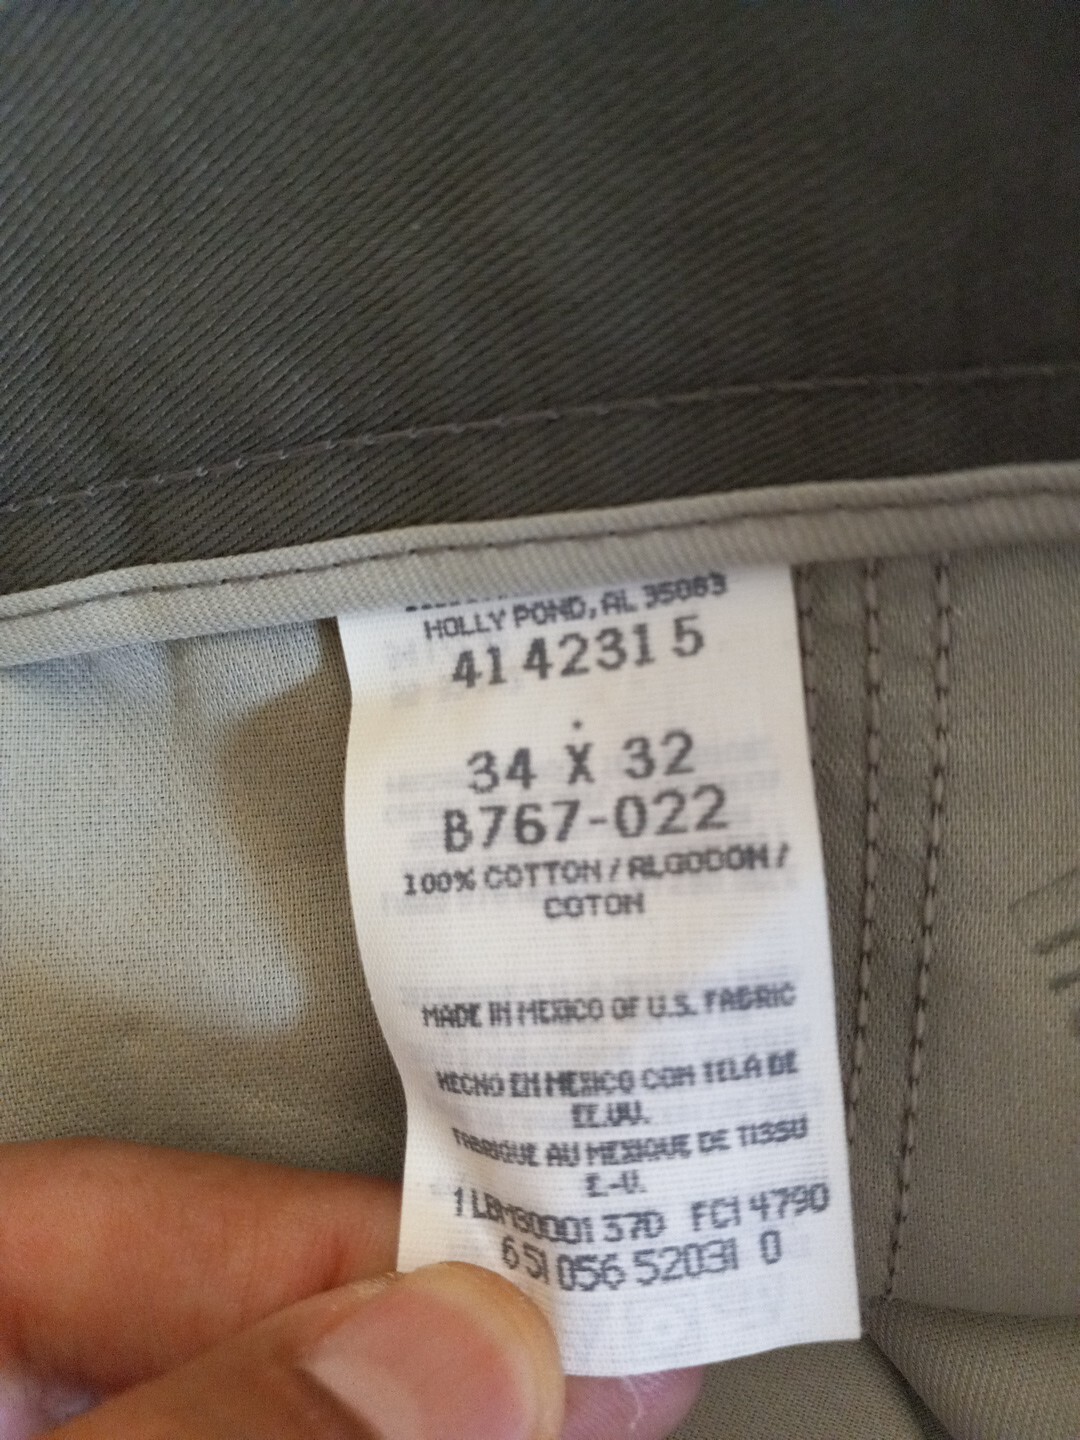 HOLLY POND, AL 35083
41 42315
34 X 32
B767-022
100% COTTON / ALGODON /
COTON
MADE IN MEXICO OF U.S. FABRIC
HECHO EN MEXICO CON TELA DE
EE.UU.
FABRIQUE AU MEXIQUE DE TISSU
E.-U.
1LBM30001 37D FC1 4790
651056 52031 0